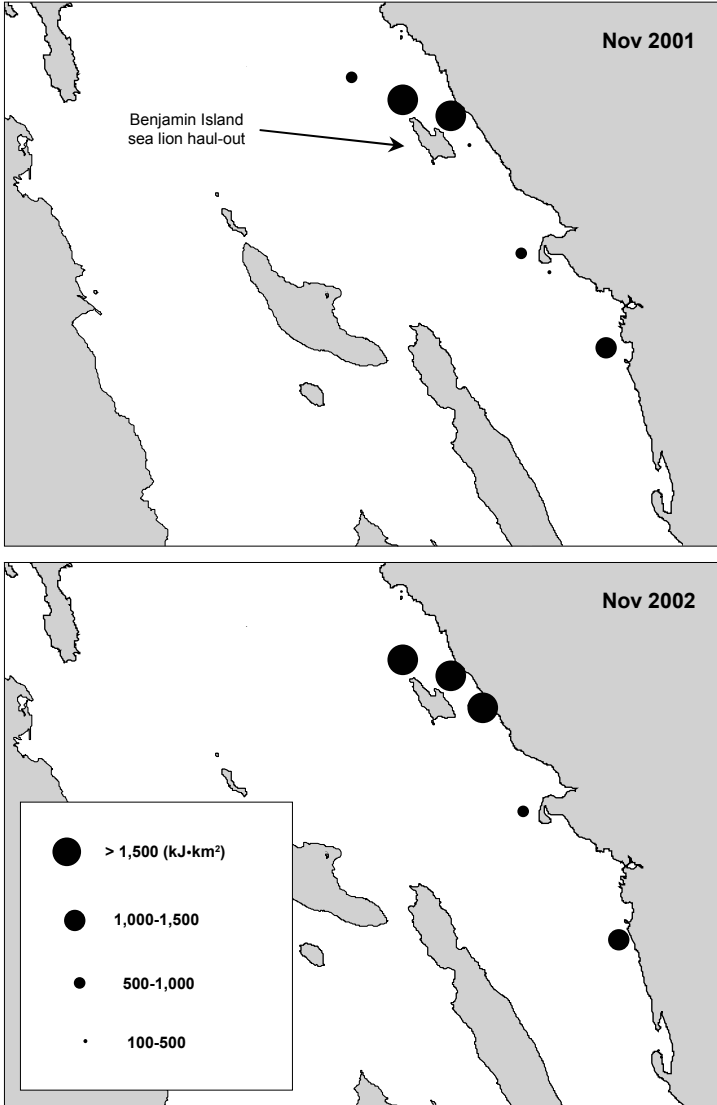 Nov 2001
Benjamin Island
sea lion haul-out
Nov 2002
> 1,500 (kJ•km²)
1,000-1,500
500-1,000
100-500